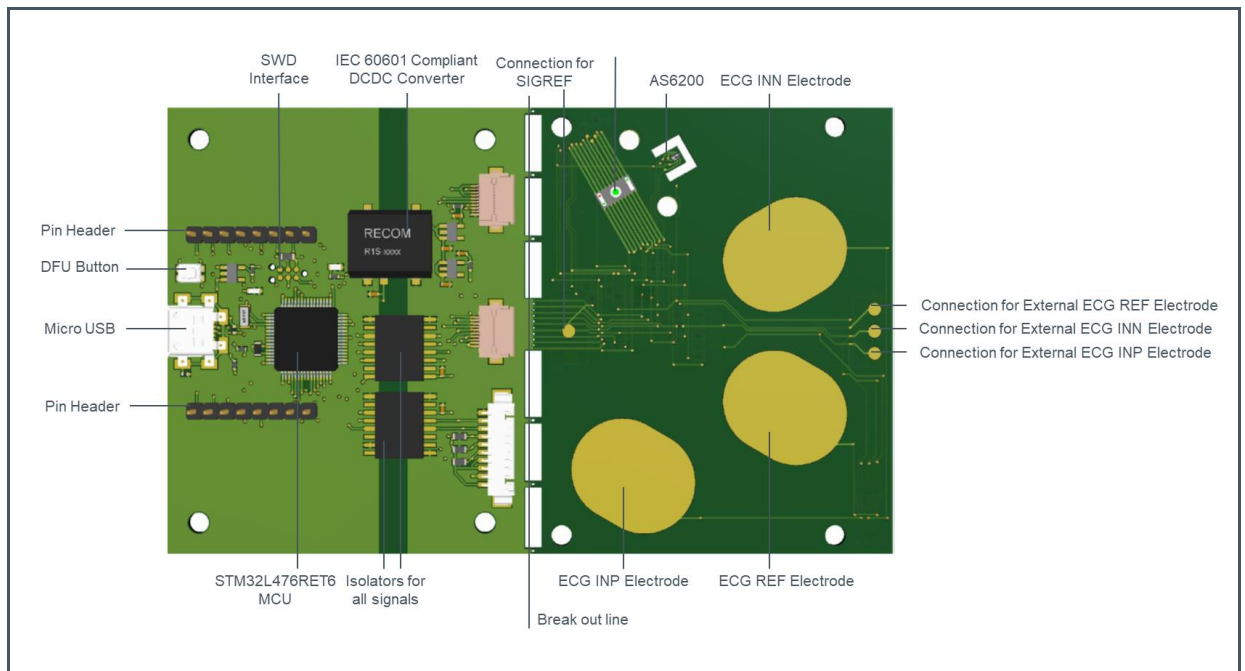 SWD
Interface
IEC 60601 Compliant
DCDC Converter
Connection for
SIGREF
AS6200
ECG INN Electrode
Pin Header
RECOM
R1S-xxxx
DFU Button
Micro USB
Connection for External ECG REF Electrode
Connection for External ECG INN Electrode
Connection for External ECG INP Electrode
Pin Header
STM32L476RET6
MCU
Isolators for
all signals
ECG INP Electrode
ECG REF Electrode
Break out line